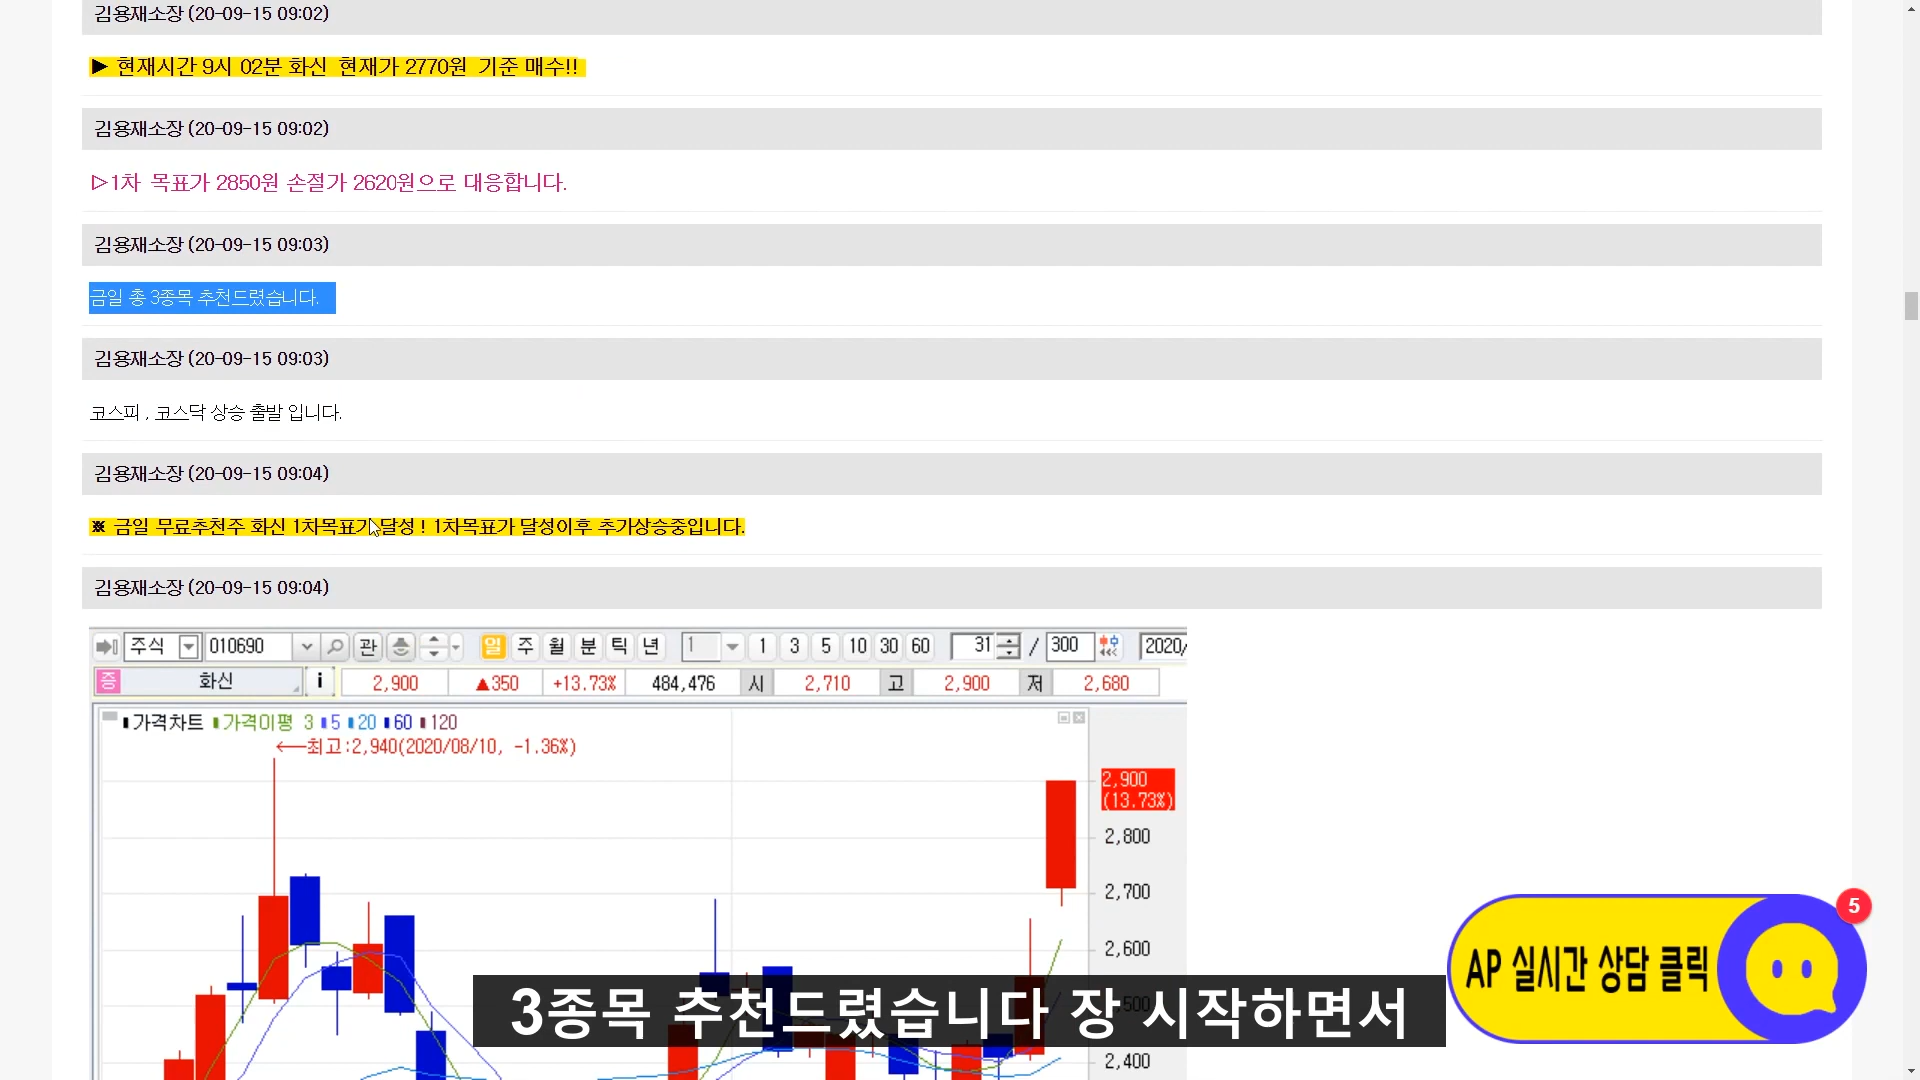 김용재소장 (20-09-15 09:02)
▶ 현재시간 9시 02분 화신 현재가 2770원 기준 매수!!
김용재소장 (20-09-15 09:02)
▷1차 목표가 2850원 손절가 2620원으로 대응합니다.
김용재소장 (20-09-15 09:03)
금일 총 3종목 추천드렸습니다.
김용재소장 (20-09-15 09:03)
코스피 , 코스닥 상승 출발 입니다.
김용재소장 (20-09-15 09:04)
※ 금일 무료추천주 화신 1차목표가 달성 ! 1차목표가 달성이후 추가상승중입니다.
김용재소장 (20-09-15 09:04)
주식 010690 관 일 주 월 분 틱 년 1 1 3 5 10 30 60 31 / 300 2020/
증 화신 i 2,900 ▲350 +13.73% 484,476 시 2,710 고 2,900 저 2,680
가격차트 가격이평 3 5 20 60 120
←최고:2,940(2020/08/10, -1.36%)
2,900
(13.73%)
2,800
2,700
2,600
2,500
2,400
5
AP 실시간 상담 클릭
3종목 추천드렸습니다 장 시작하면서